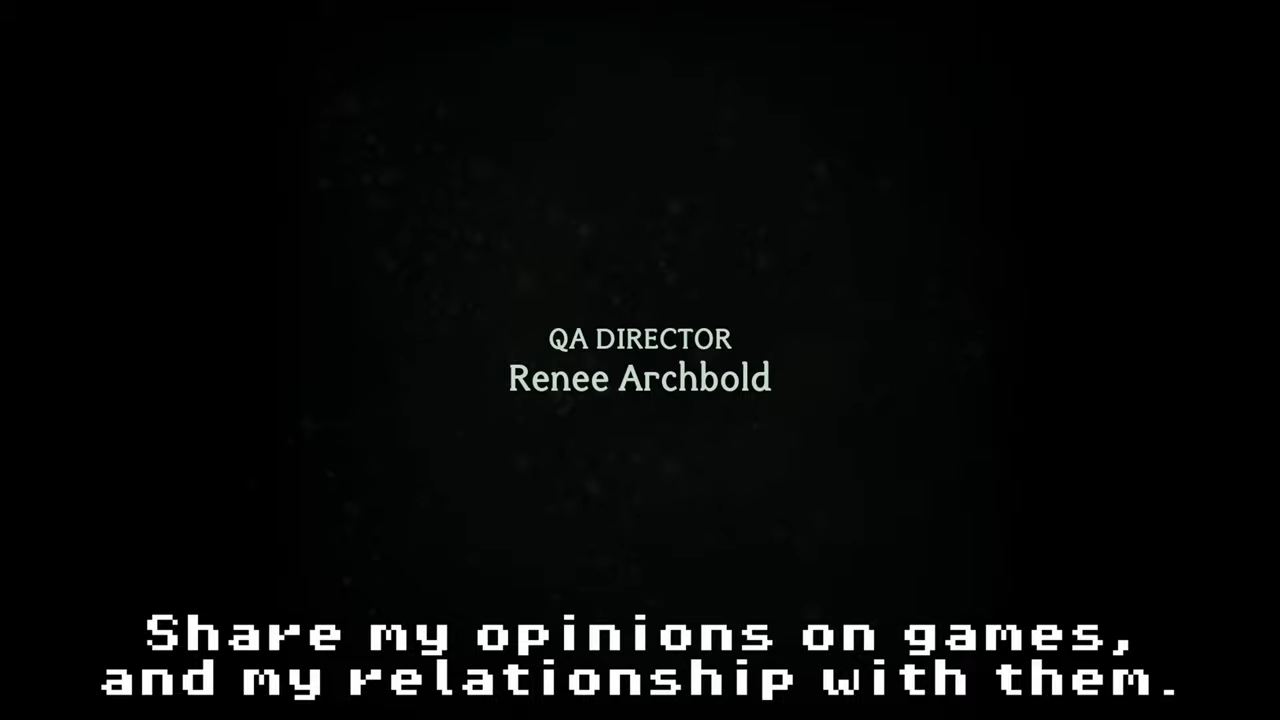 QA DIRECTOR
Renee Archbold
Share my opinions on games,
and my relationship with them.